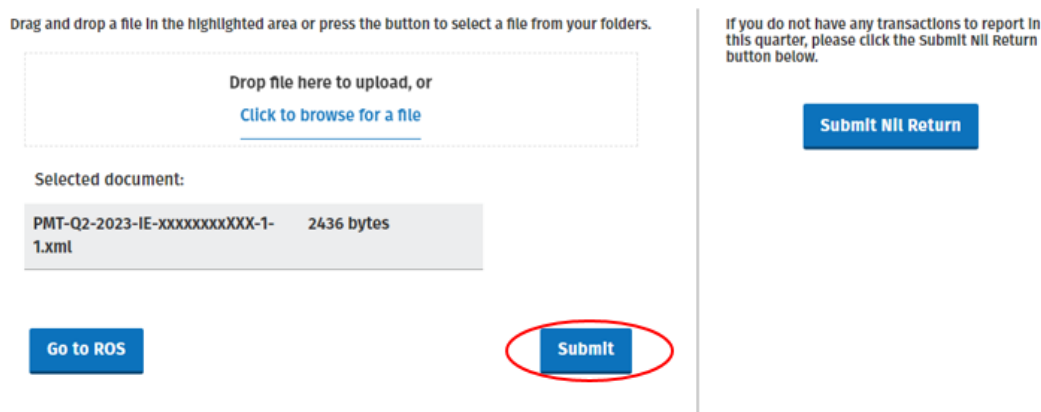 Drag and drop a file in the highlighted area or press the button to select a file from your folders.
Drop file here to upload, or
Click to browse for a file
Selected document:
PMT-Q2-2023-IE-xxxxxxxxXXX-1- 2436 bytes
1.xml
Go to ROS
Submit
If you do not have any transactions to report in
this quarter, please click the Submit Nil Return
button below.
Submit Nil Return